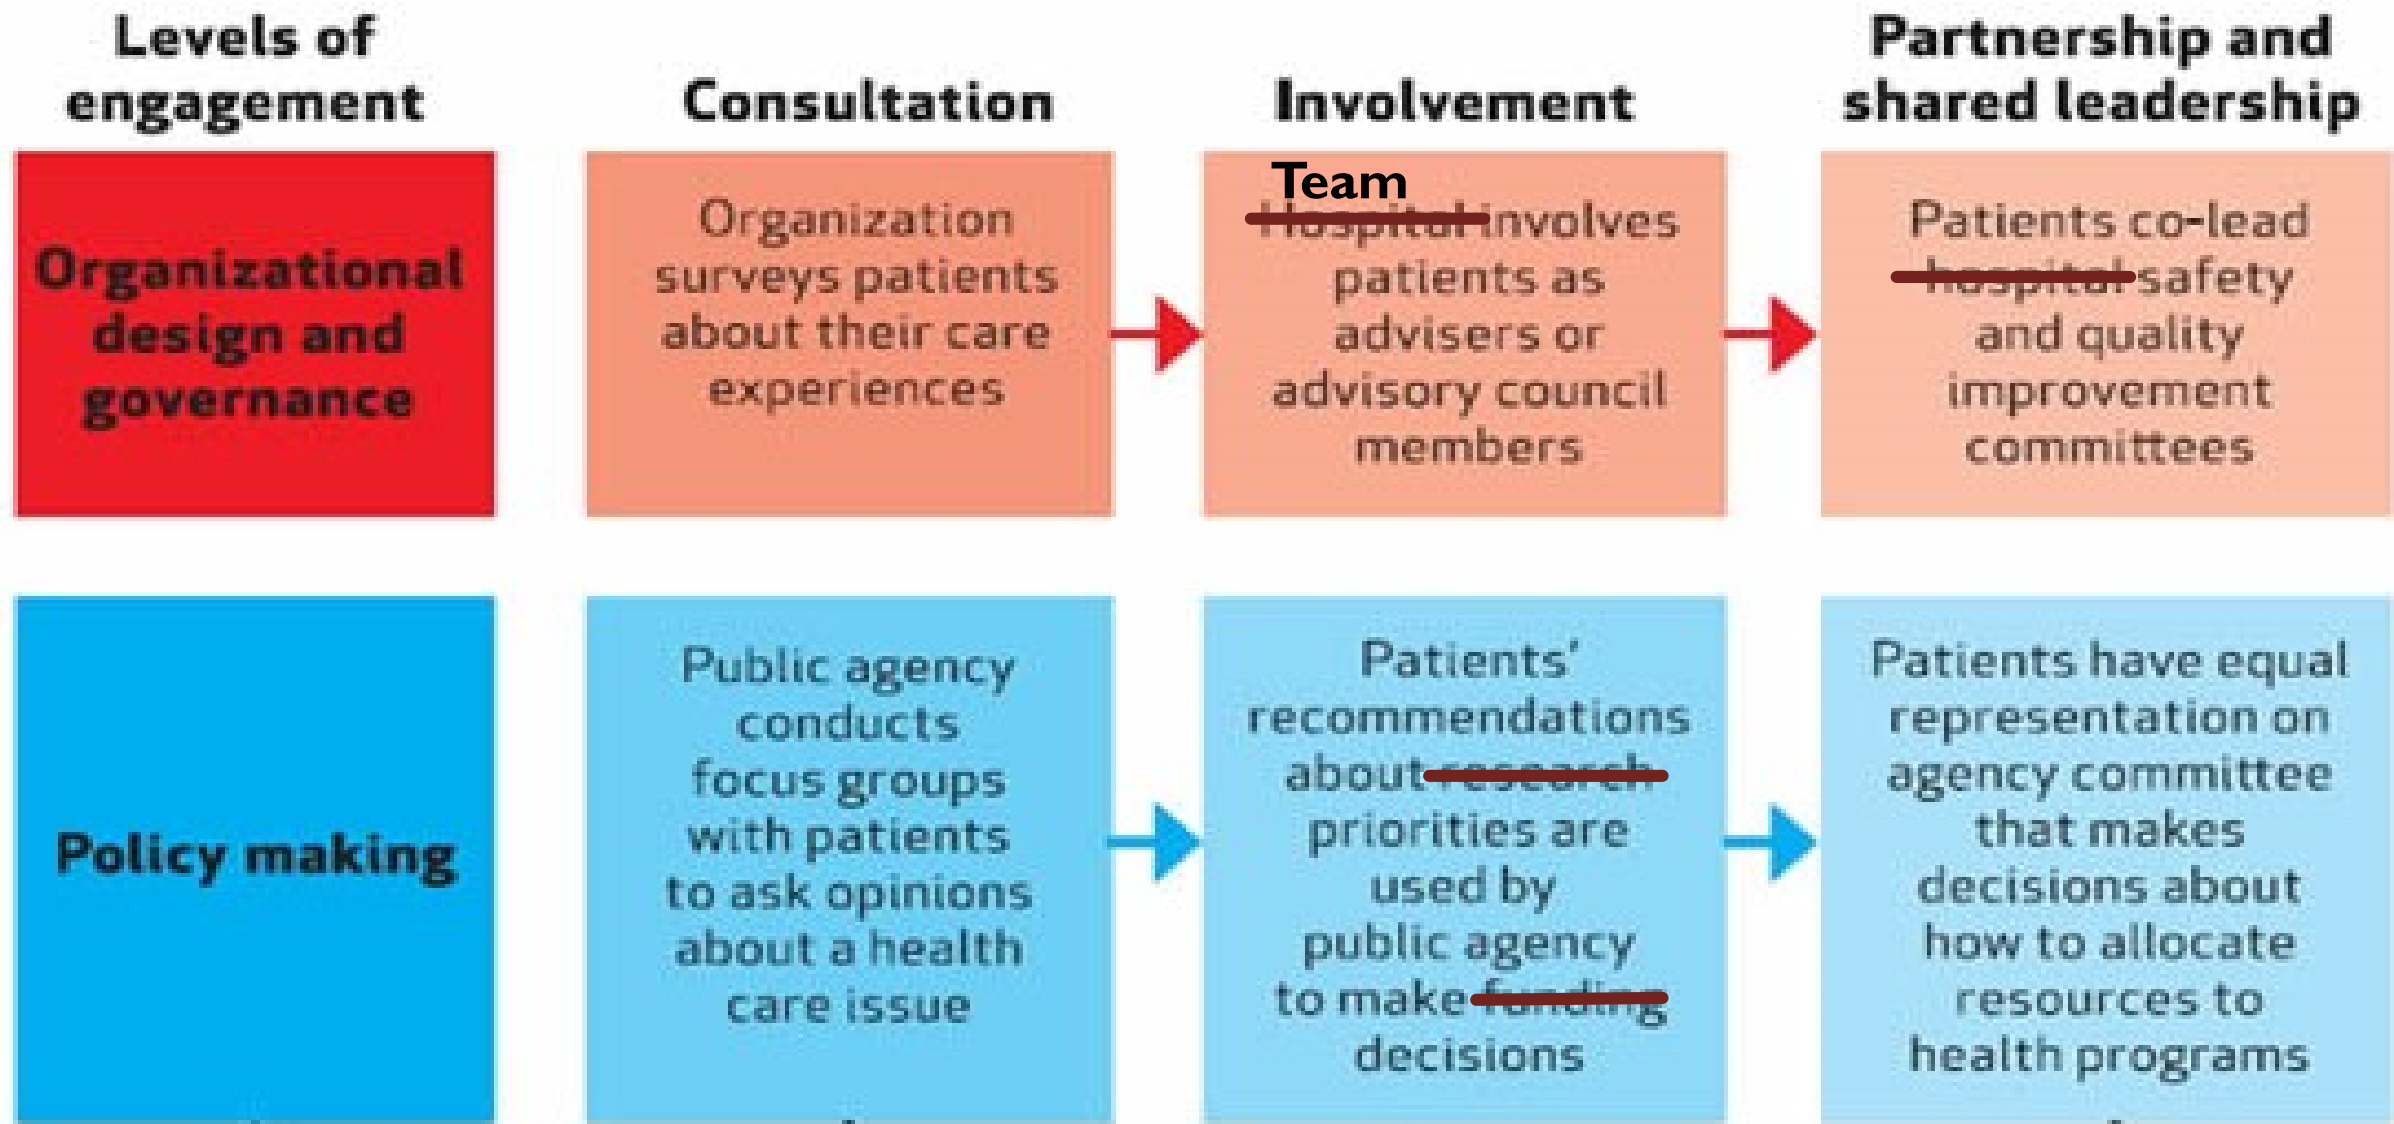 Levels of
engagement
Consultation
Involvement
Partnership and
shared leadership
Organizational
design and
governance
Organization
surveys patients
about their care
experiences
Team
Hospital involves
patients as
advisers or
advisory council
members
Patients co-lead
hospital safety
and quality
improvement
committees
Policy making
Public agency
conducts
focus groups
with patients
to ask opinions
about a health
care issue
Patients’
recommendations
about research
priorities are
used by
public agency
to make funding
decisions
Patients have equal
representation on
agency committee
that makes
decisions about
how to allocate
resources to
health programs